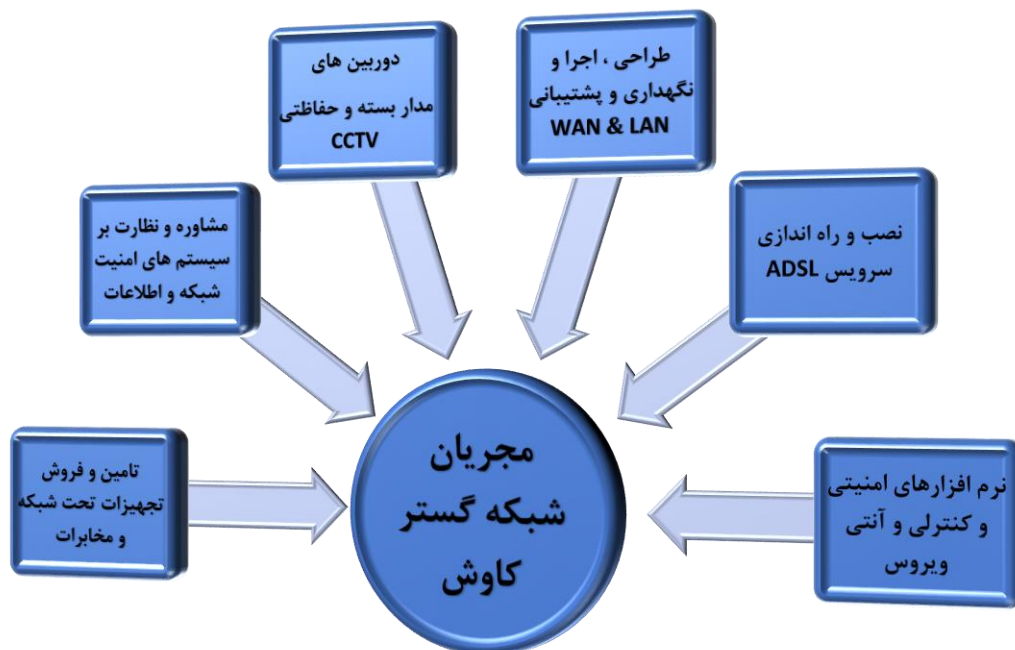 طراحی ، اجرا و
نگهداری و پشتیبانی
WAN & LAN
دوربین های
مدار بسته و حفاظتی
CCTV
نصب و راه اندازی
سرویس ADSL
مشاوره و نظارت بر
سیستم های امنیت
شبکه و اطلاعات
نرم افزارهای امنیتی
و کنترلی و آنتی
ویروس
مجریان
شبکه گستر
کاوش
تامین و فروش
تجهیزات تحت شبکه
و مخابرات